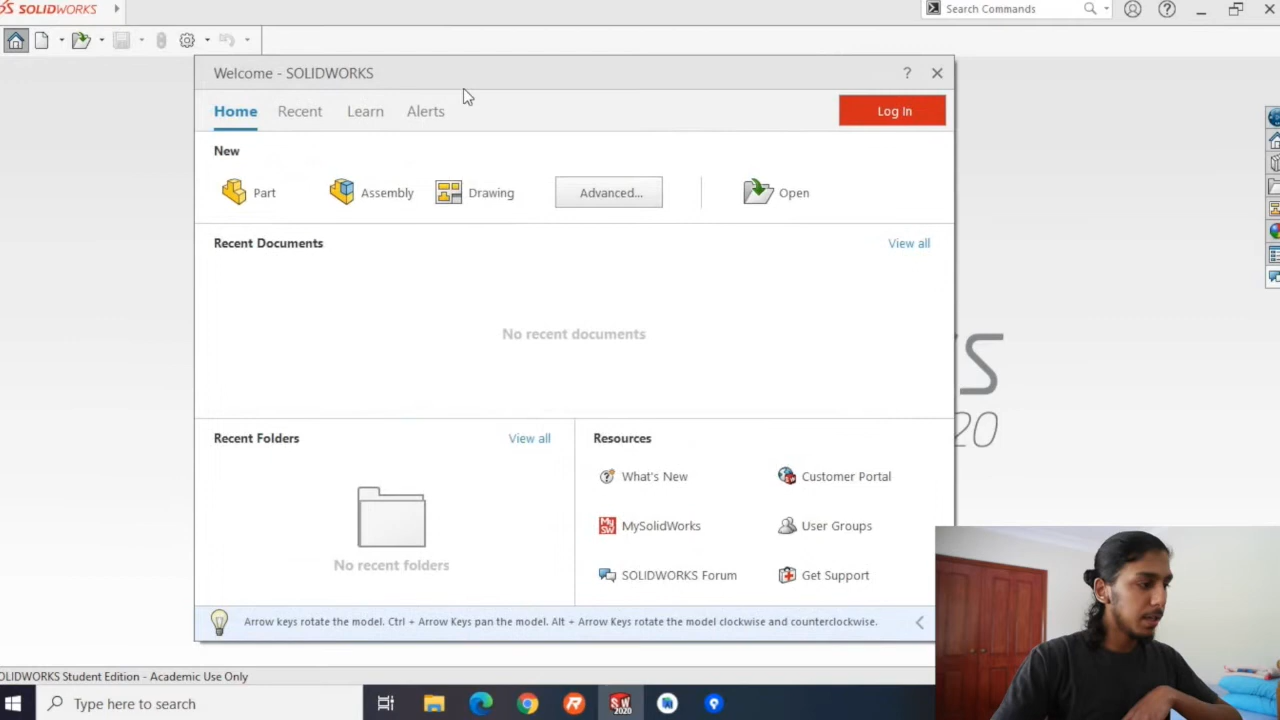 SOLIDWORKS
Search Commands
Welcome - SOLIDWORKS
Home Recent Learn Alerts
Log In
New
Part Assembly Drawing Advanced... Open
Recent Documents View all
No recent documents
Recent Folders View all
No recent folders
Resources
What's New Customer Portal
MySolidWorks User Groups
SOLIDWORKS Forum Get Support
Arrow keys rotate the model. Ctrl + Arrow Keys pan the model. Alt + Arrow Keys rotate the model clockwise and counterclockwise.
OLIDWORKS Student Edition - Academic Use Only
Type here to search